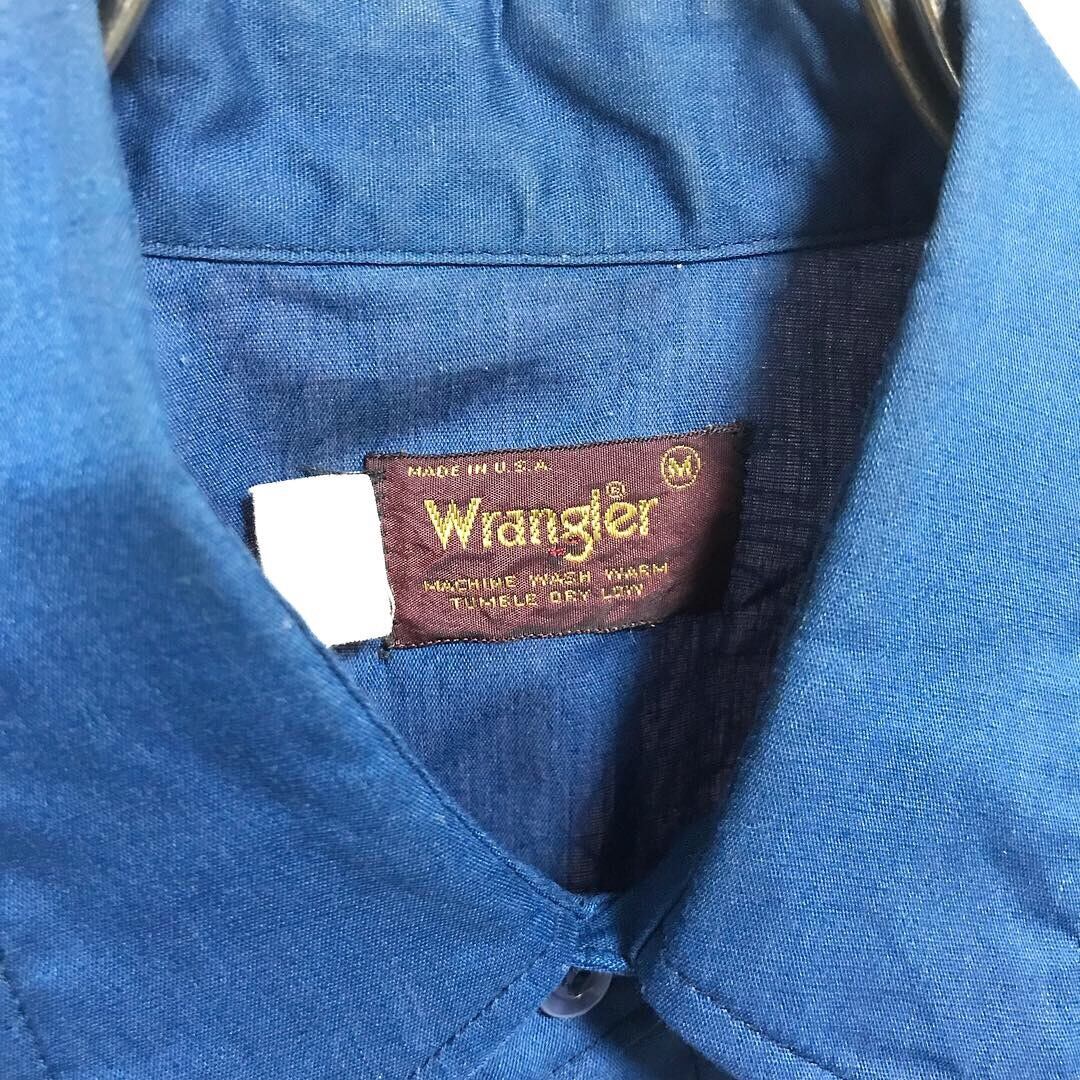 MADE IN U.S.A.
M
Wrangler®
MACHINE WASH WARM
TUMBLE DRY LOW